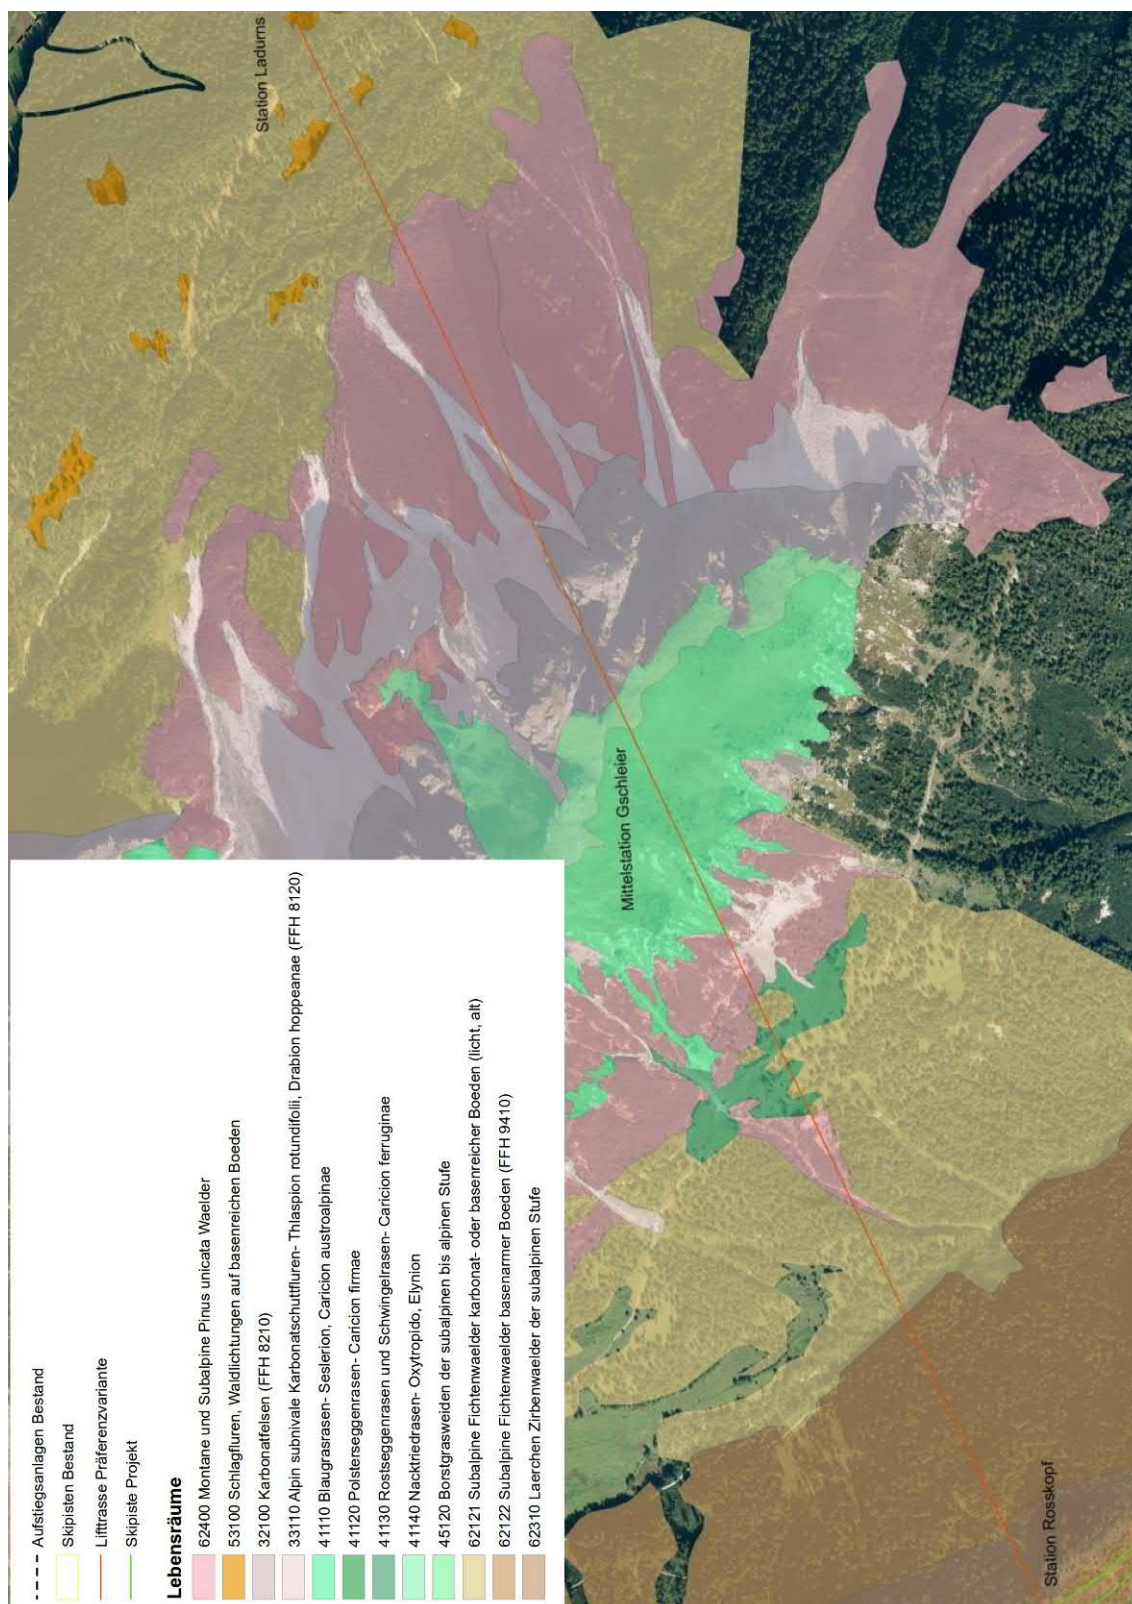 Aufstiegsanlagen Bestand
Skipisten Bestand
Lifttrasse Präferenzvariante
Skipiste Projekt
Lebensräume
62400 Montane und Subalpine Pinus unicata Waelder
53100 Schlagfluren, Waldlichtungen auf basenreichen Boeden
32100 Karbonatfelsen (FFH 8210)
33110 Alpin subnivale Karbonatschuttfluren- Thlaspion rotundifolii, Drabion hoppeanae (FFH 8120)
41110 Blaugrasrasen- Seslerion, Caricion austroalpinae
41120 Polsterseggenrasen- Caricion firmae
41130 Rostseggenrasen und Schwingelrasen- Caricion ferruginae
41140 Nacktriedrasen- Oxytropido, Elynion
45120 Borstgrasweiden der subalpinen bis alpinen Stufe
62121 Subalpine Fichtenwaelder karbonat- oder basenreicher Boeden (licht, alt)
62122 Subalpine Fichtenwaelder basenarmer Boeden (FFH 9410)
62310 Laerchen Zirbenwaelder der subalpinen Stufe
Station Rosskopf
Mittelstation Gschleier
Station Ladurns